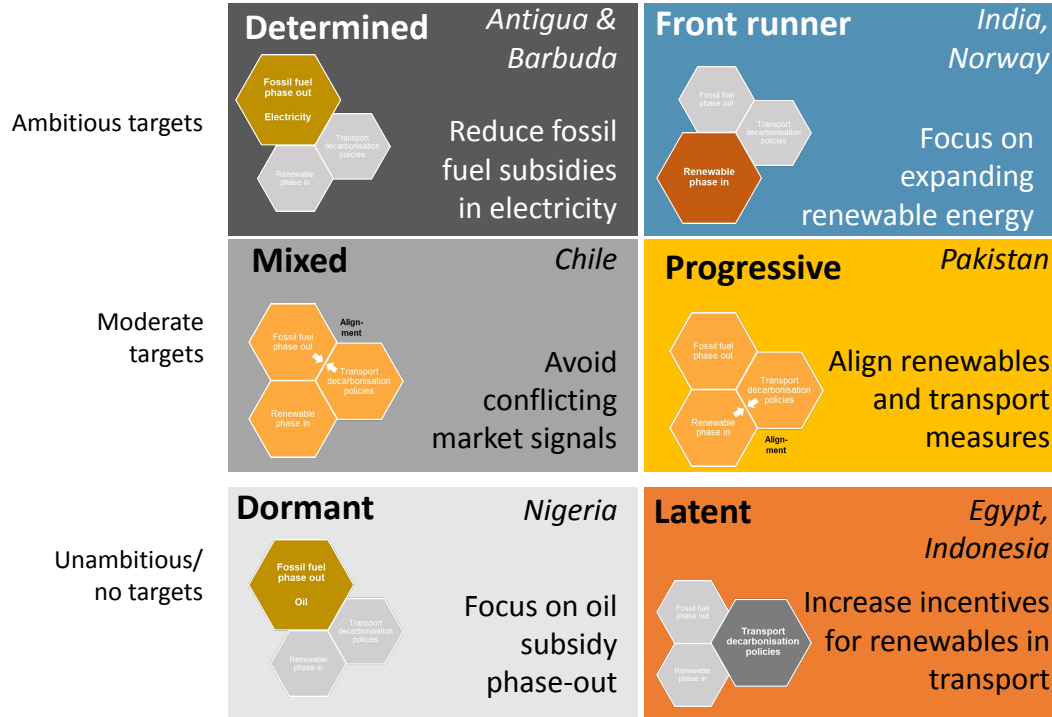 Ambitious targets
Determined
Antigua &
Barbuda
Fossil fuel
phase out
Electricity
Transport
decarbonisation
policies
Renewable
phase in
Reduce fossil
fuel subsidies
in electricity
Front runner
India,
Norway
Fossil fuel
phase out
Transport
decarbonisation
policies
Renewable
phase in
Focus on
expanding
renewable energy
Moderate
targets
Mixed
Chile
Fossil fuel
phase out
Align-
ment
Transport
decarbonisation
policies
Renewable
phase in
Avoid
conflicting
market signals
Progressive
Pakistan
Fossil fuel
phase out
Transport
decarbonisation
policies
Renewable
phase in
Align-
ment
Align renewables
and transport
measures
Unambitious/
no targets
Dormant
Nigeria
Fossil fuel
phase out
Oil
Transport
decarbonisation
policies
Renewable
phase in
Focus on oil
subsidy
phase-out
Latent
Egypt,
Indonesia
Fossil fuel
phase out
Transport
decarbonisation
policies
Renewable
phase in
Increase incentives
for renewables in
transport